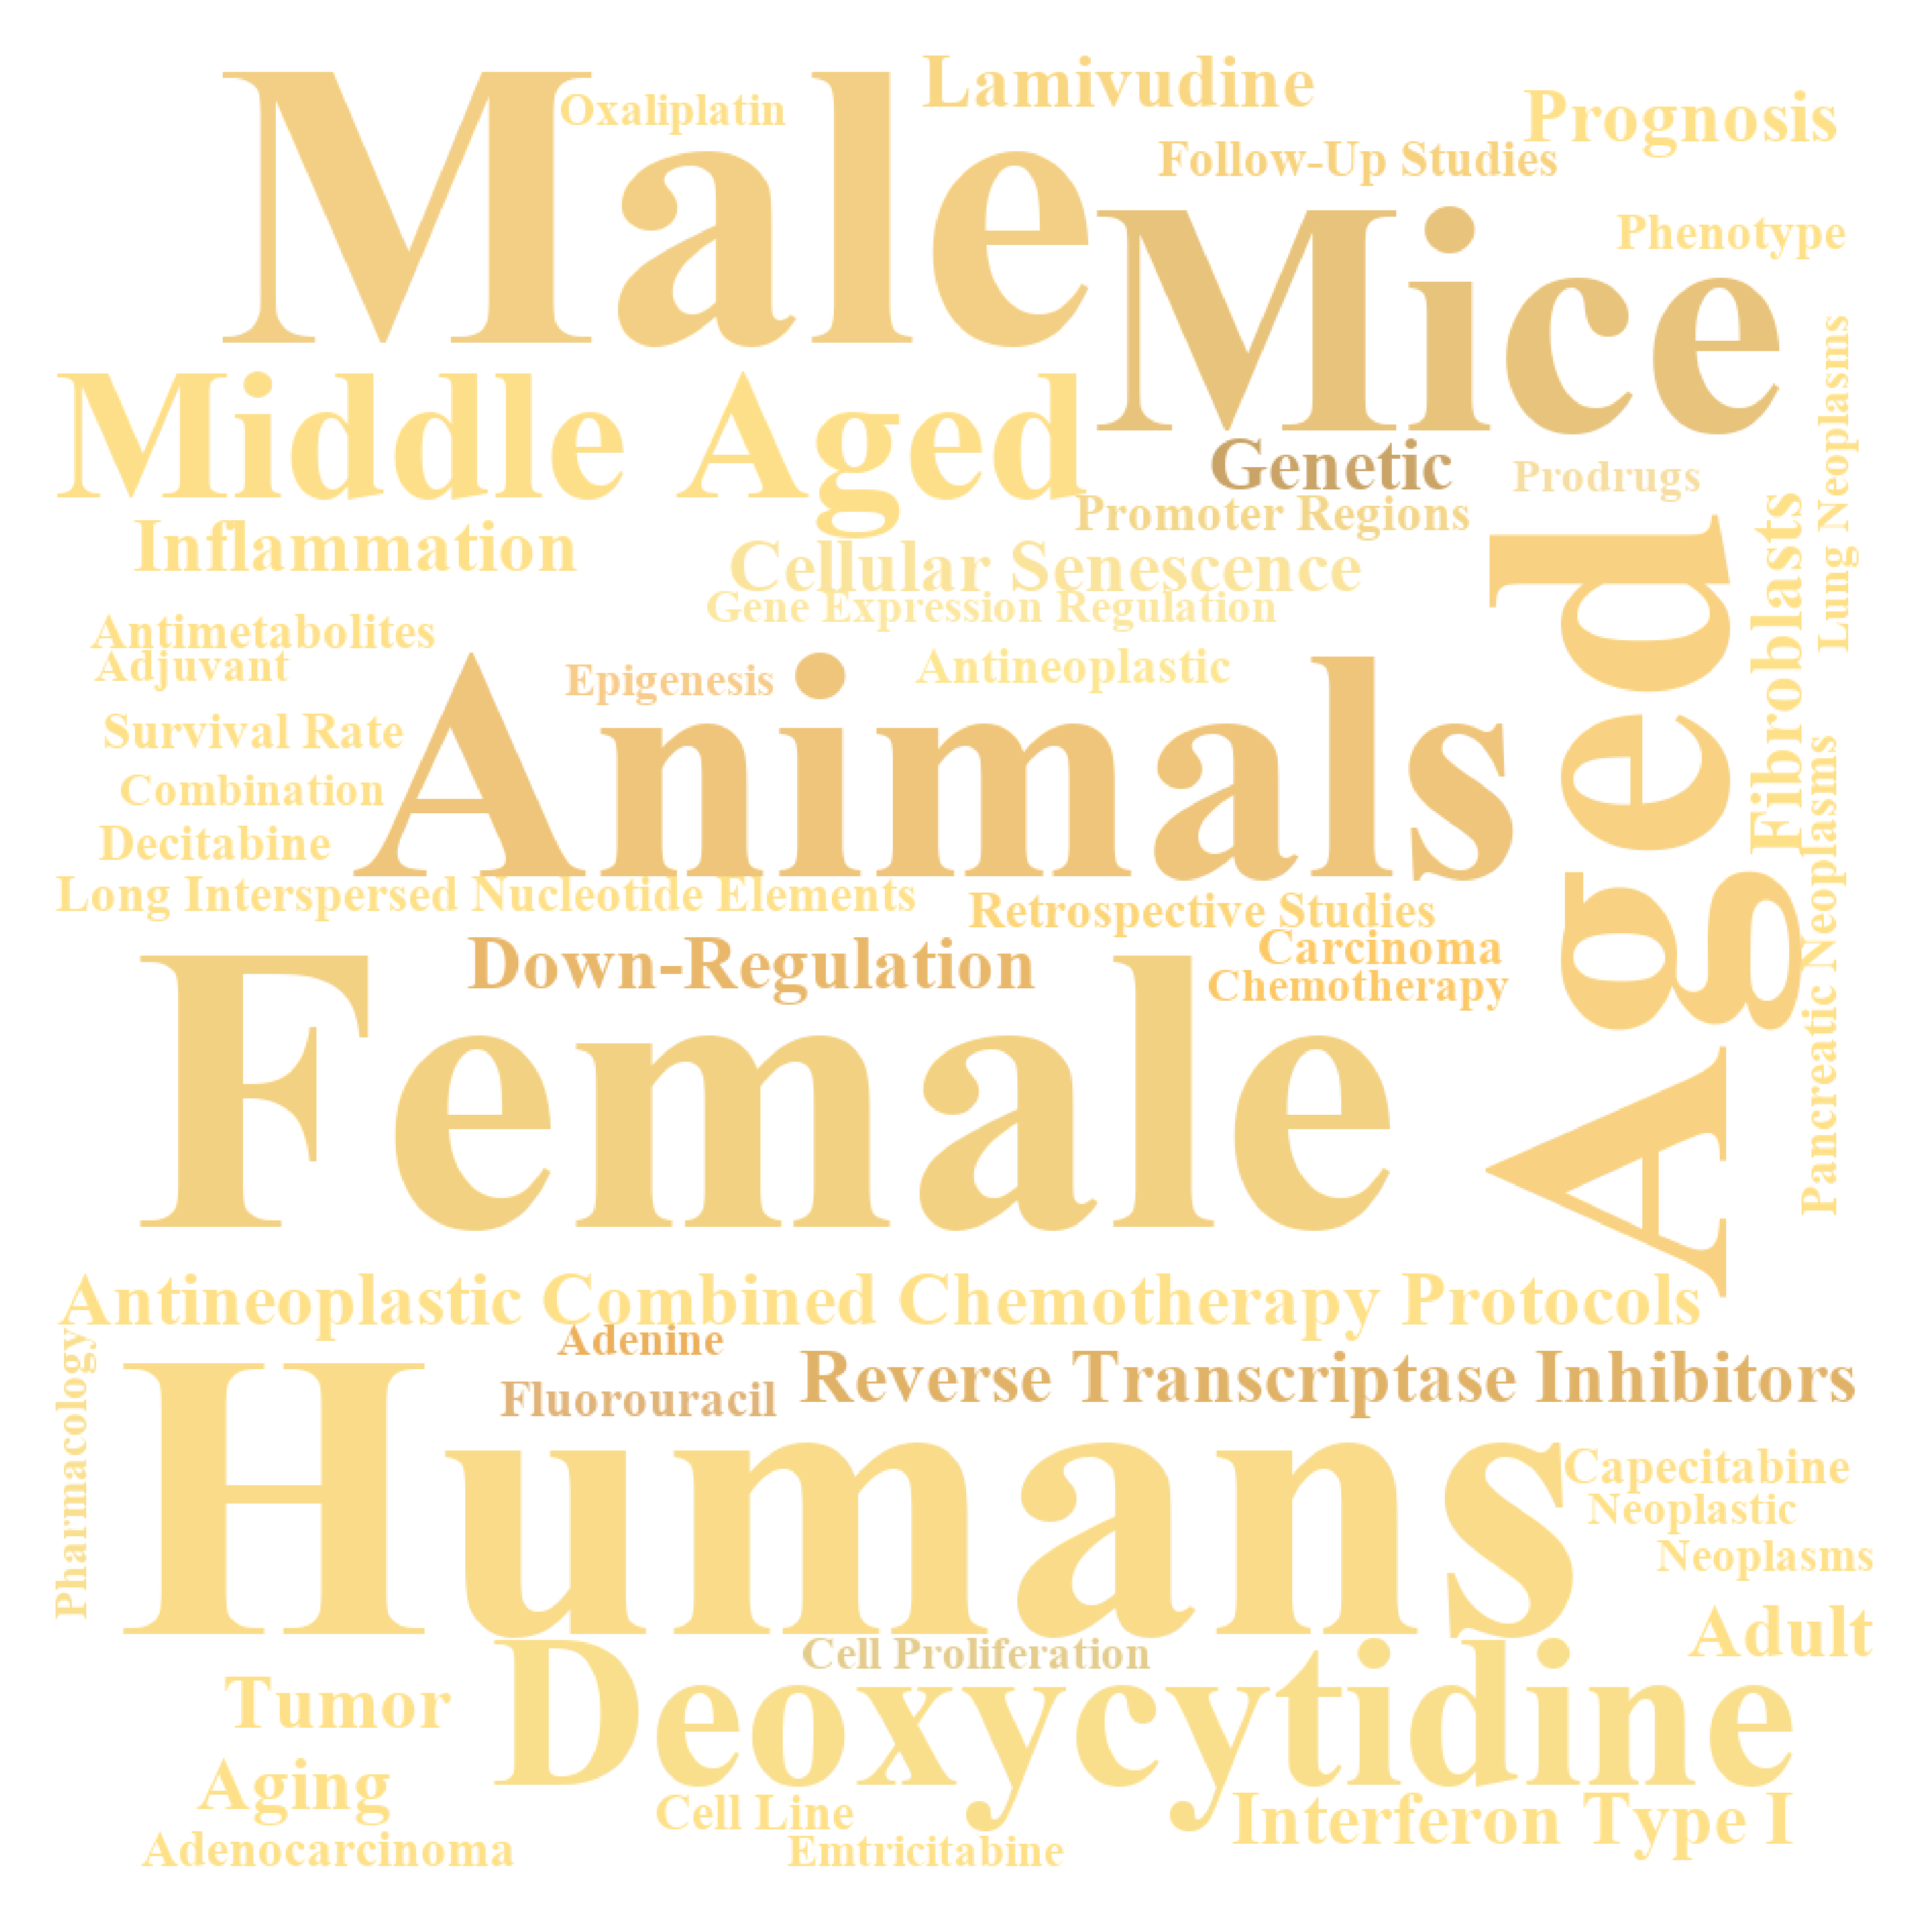 Male
Oxaliplatin
Lamivudine
Prognosis
Follow-Up Studies
Mice
Phenotype
Middle Aged
Genetic
Prodrugs
Promoter Regions
Lung Neoplasms
Inflammation
Cellular Senescence
Gene Expression Regulation
Fibroblasts
Aged
Antimetabolites
Adjuvant
Epigenesis
Antineoplastic
Animals
Survival Rate
Combination
Decitabine
Long Interspersed Nucleotide Elements
Retrospective Studies
Carcinoma
Chemotherapy
Down-Regulation
Pancreatic Neoplasms
Female
Antineoplastic Combined Chemotherapy Protocols
Adenine
Reverse Transcriptase Inhibitors
Fluorouracil
Pharmacology
Humans
Capecitabine
Neoplastic
Neoplasms
Adult
Cell Proliferation
Tumor
Deoxycytidine
Aging
Cell Line
Interferon Type I
Adenocarcinoma
Emtricitabine